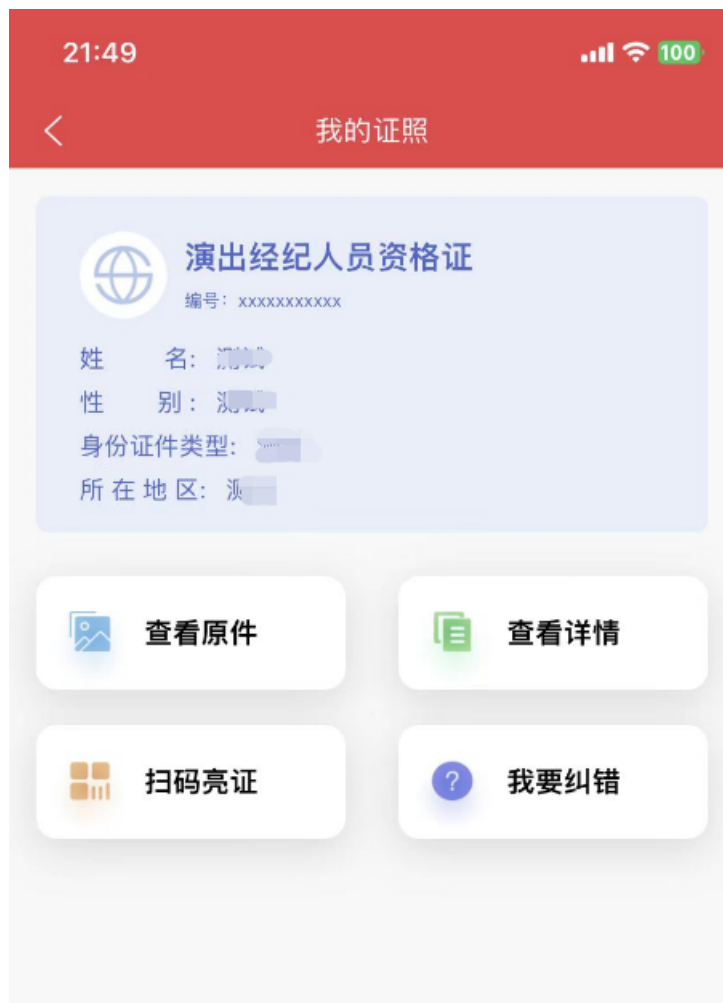 21:49
100
我的证照
演出经纪人员资格证
编号：xxxxxxxxxxx
姓 名：
性 别：
身份证件类型：
所在地区：测
查看原件
查看详情
扫码亮证
我要纠错